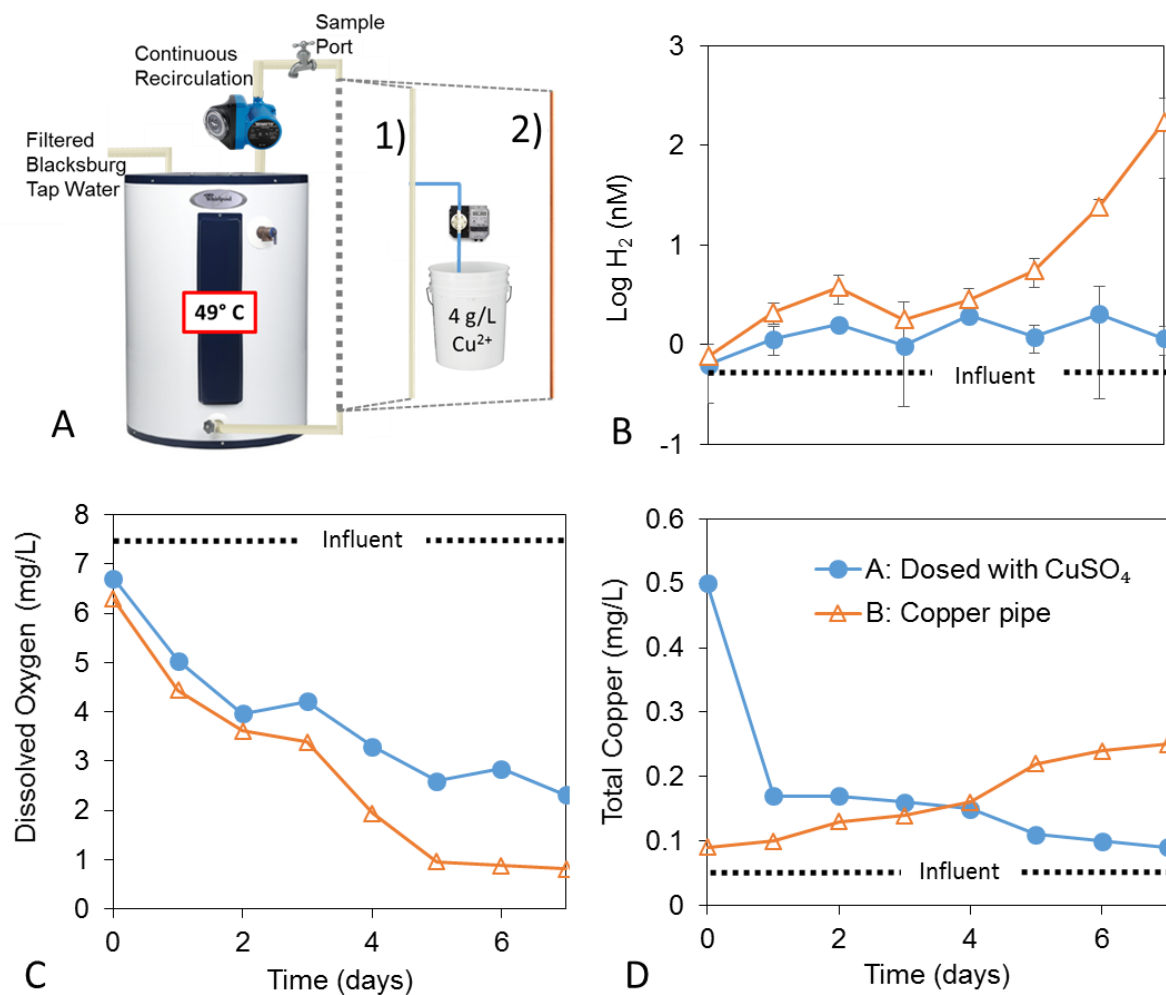 Sample
Port
Continuous
Recirculation
1)
2)
Filtered
Blacksburg
Tap Water
Whirlpool
49° C
4 g/L
Cu²⁺
A
3
2
1
0
-1
Log H₂ (nM)
Influent
B
8
7
6
5
4
3
2
1
0
Dissolved Oxygen (mg/L)
Influent
0 2 4 6
Time (days)
C
0.6
0.5
0.4
0.3
0.2
0.1
0
Total Copper (mg/L)
A: Dosed with CuSO₄
B: Copper pipe
Influent
0 2 4 6
Time (days)
D